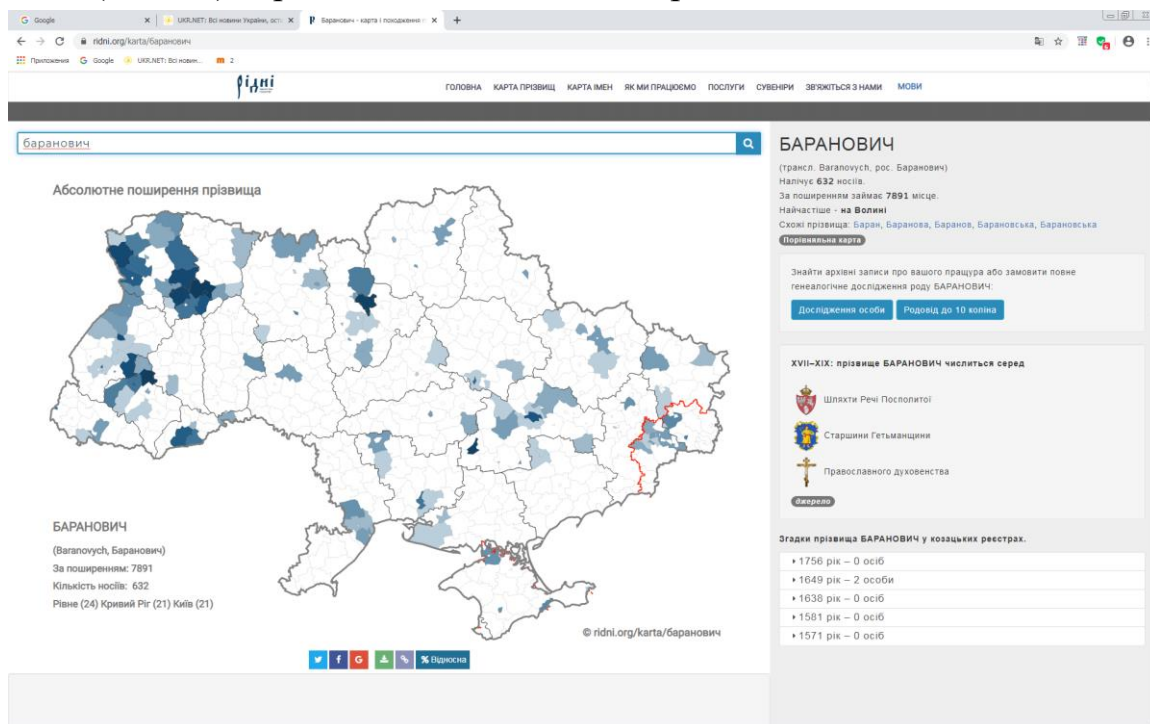 Google
UKR.NET: Всі новини України, оста
Баранович - карта і походження п
ridni.org/karta/баранович
Приложения
Google
UKR.NET: Всі новин...
2
рідні
ГОЛОВНА КАРТА ПРІЗВИЩ КАРТА ІМЕН ЯК МИ ПРАЦЮЄМО ПОСЛУГИ СУВЕНІРИ ЗВ'ЯЖІТЬСЯ З НАМИ МОВИ
баранович
Абсолютне поширення прізвища
БАРАНОВИЧ
(Baranovych, Баранович)
За поширенням: 7891
Кількість носіїв: 632
Рівне (24) Кривий Ріг (21) Київ (21)
© ridni.org/karta/баранович
% Відносна
БАРАНОВИЧ
(трансл. Baranovych, рос. Баранович)
Налічує 632 носіїв.
За поширенням займає 7891 місце.
Найчастіше - на Волині
Схожі прізвища: Баран, Баранова, Баранов, Барановська, Барановська
Порівняльна карта
Знайти архівні записи про вашого пращура або замовити повне
генеалогічне дослідження роду БАРАНОВИЧ:
Дослідження особи Родовід до 10 коліна
XVII–XIX: прізвище БАРАНОВИЧ числиться серед
Шляхти Речі Посполитої
Старшини Гетьманщини
Православного духовенства
джерело
Згадки прізвища БАРАНОВИЧ у козацьких реєстрах.
1756 рік – 0 осіб
1649 рік – 2 особи
1638 рік – 0 осіб
1581 рік – 0 осіб
1571 рік – 0 осіб